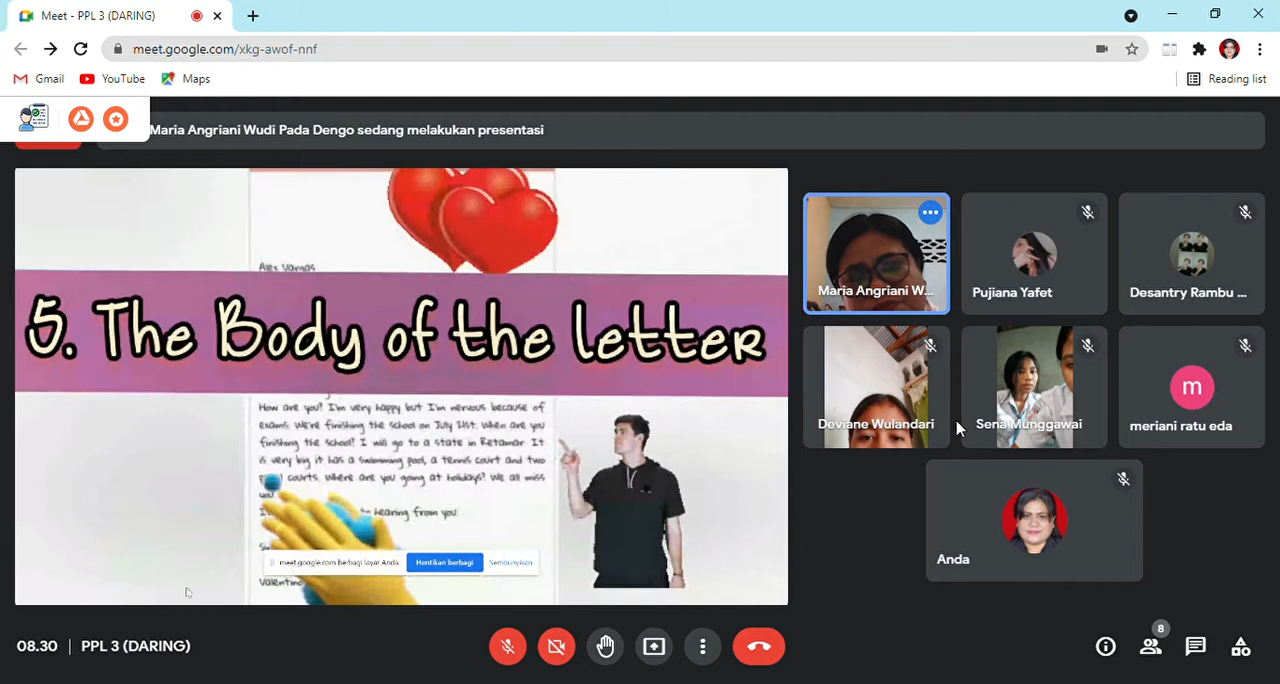 Meet - PPL 3 (DARING)
meet.google.com/xkg-awof-nnf
Gmail
YouTube
Maps
Reading list
Maria Angriani Wudi Pada Dengo sedang melakukan presentasi
Alex Vargas
5. The Body of the letter
How are you? I'm very happy but I'm nervous because of
exams. We're finishing the school on July 21st. When are you
finishing the school? I will go to a state in Retamar. It
is very big it has a swimming pool, a tennis court and two
courts. Where are you going at holidays? We all miss
you
to hearing from you
meet.google.com berbagi layar Anda.
Hentikan berbagi
Sembunyikan
Valentino
Maria Angriani W...
Pujiana Yafet
Desantry Rambu ...
Deviane Wulandari
Sena Munggawai
m
meriani ratu eda
Anda
08.30 | PPL 3 (DARING)
8